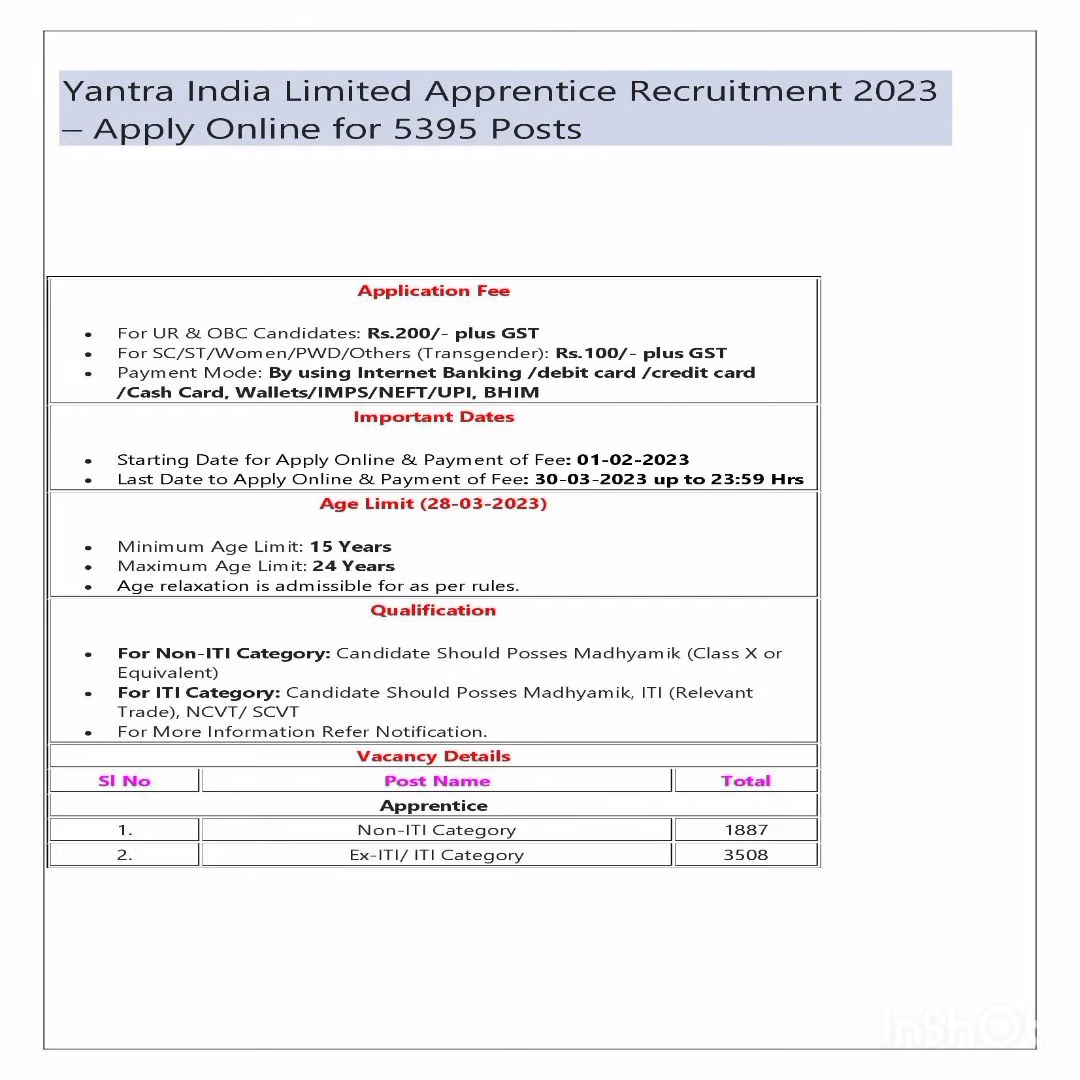 Yantra India Limited Apprentice Recruitment 2023
– Apply Online for 5395 Posts
Application Fee
• For UR & OBC Candidates: Rs.200/- plus GST
• For SC/ST/Women/PWD/Others (Transgender): Rs.100/- plus GST
• Payment Mode: By using Internet Banking /debit card /credit card
/Cash Card, Wallets/IMPS/NEFT/UPI, BHIM
Important Dates
• Starting Date for Apply Online & Payment of Fee: 01-02-2023
• Last Date to Apply Online & Payment of Fee: 30-03-2023 up to 23:59 Hrs
Age Limit (28-03-2023)
• Minimum Age Limit: 15 Years
• Maximum Age Limit: 24 Years
• Age relaxation is admissible for as per rules.
Qualification
• For Non-ITI Category: Candidate Should Posses Madhyamik (Class X or
Equivalent)
• For ITI Category: Candidate Should Posses Madhyamik, ITI (Relevant
Trade), NCVT/ SCVT
• For More Information Refer Notification.
Vacancy Details
Sl No Post Name Total
Apprentice
1. Non-ITI Category 1887
2. Ex-ITI/ ITI Category 3508
InShOt